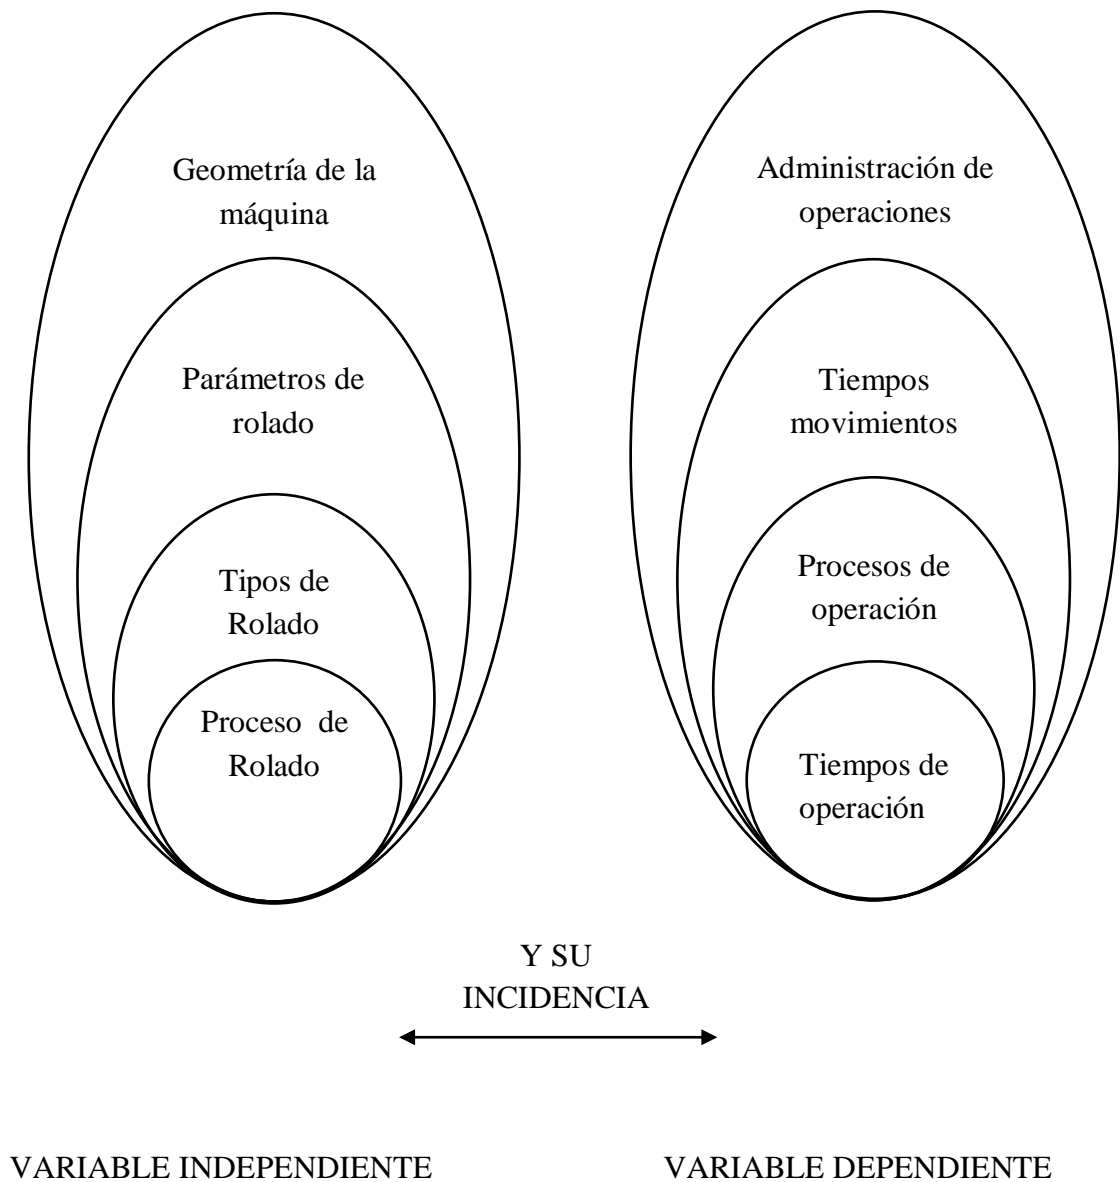 Geometría de la
máquina
Parámetros de
rolado
Tipos de
Rolado
Proceso  de
Rolado
Administración de
operaciones
Tiempos
movimientos
Procesos de
operación
Tiempos de
operación
Y SU
INCIDENCIA
VARIABLE INDEPENDIENTE
VARIABLE DEPENDIENTE